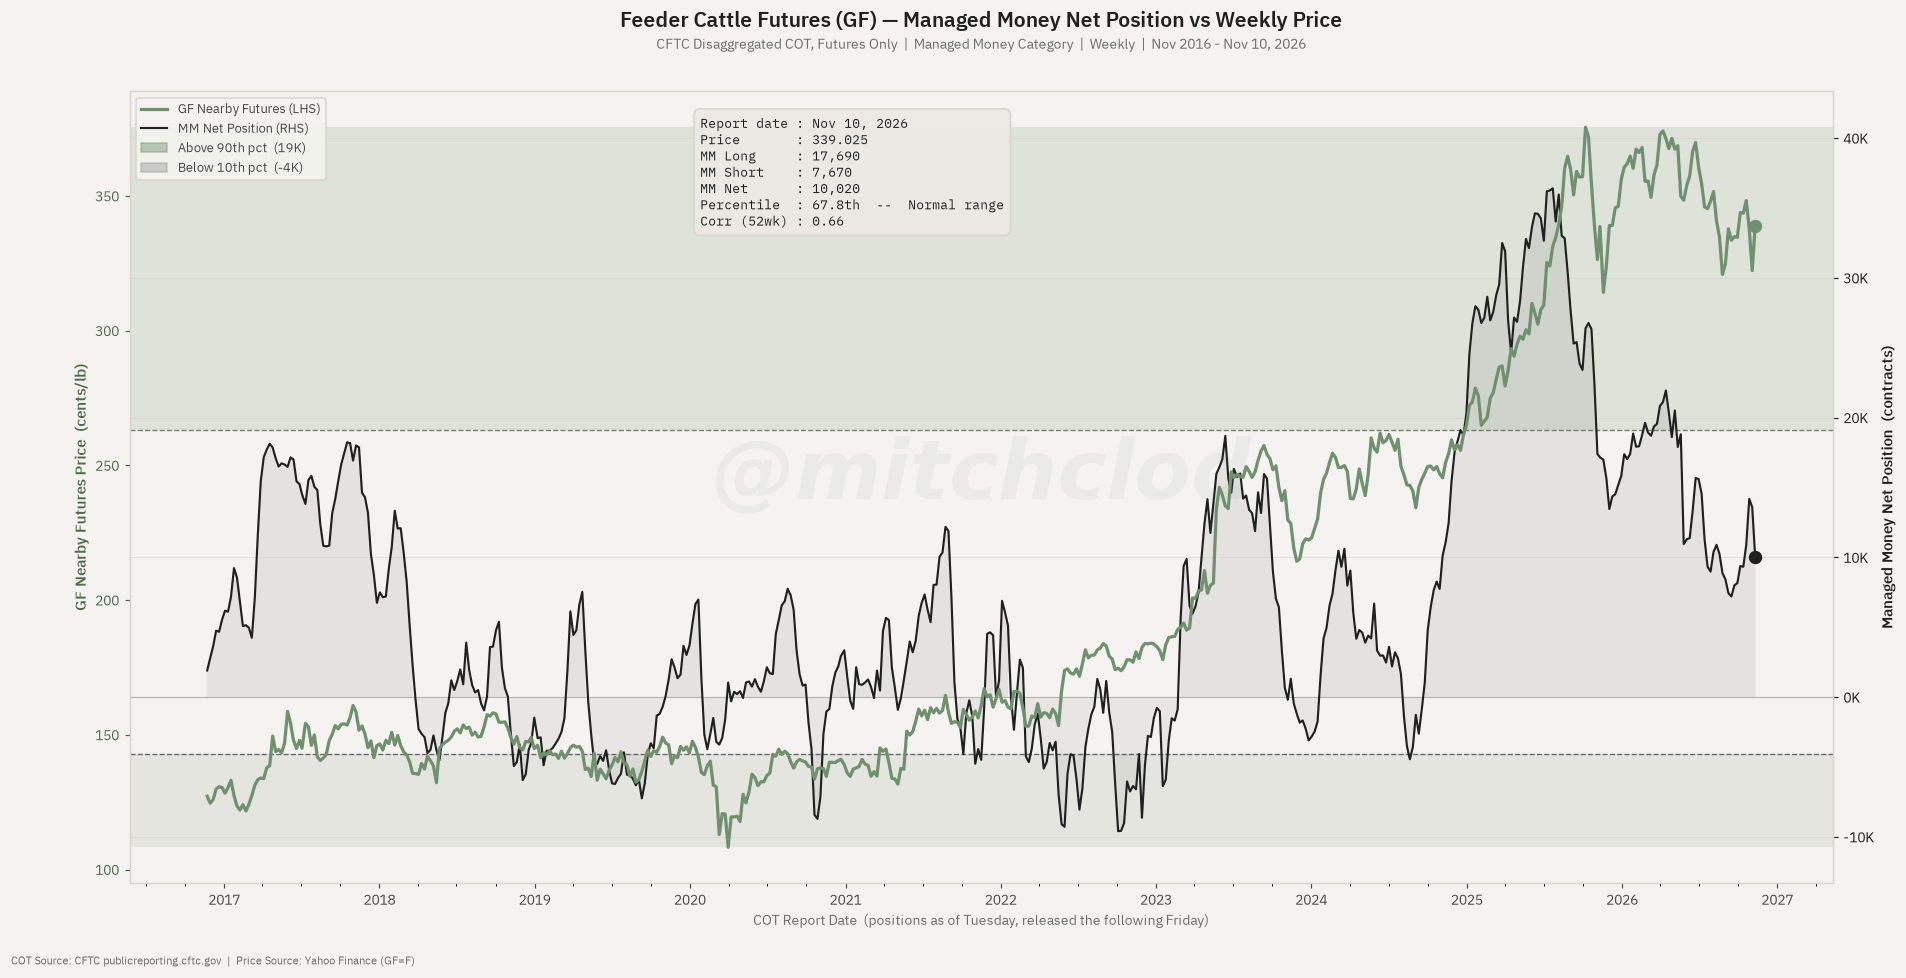 Feeder Cattle Futures (GF) — Managed Money Net Position vs Weekly Price
CFTC Disaggregated COT, Futures Only | Managed Money Category | Weekly | Nov 2016 - Nov 10, 2026
GF Nearby Futures (LHS)
MM Net Position (RHS)
Above 90th pct (19K)
Below 10th pct (-4K)
Report date : Nov 10, 2026
Price : 339.025
MM Long : 17,690
MM Short : 7,670
MM Net : 10,020
Percentile : 67.8th -- Normal range
Corr (52wk) : 0.66
GF Nearby Futures Price (cents/lb)
350
300
250
200
150
100
@mitchclod
40K
30K
20K
10K
0K
-10K
Managed Money Net Position (contracts)
2017 2018 2019 2020 2021 2022 2023 2024 2025 2026 2027
COT Report Date (positions as of Tuesday, released the following Friday)
COT Source: CFTC publicreporting.cftc.gov | Price Source: Yahoo Finance (GF=F)